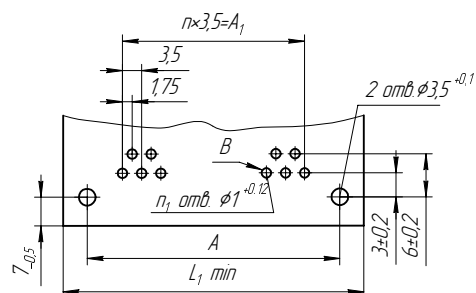 n×3,5=A₁
3,5
1,75
2 отв. ϕ3,5⁺⁰·¹
B
n₁ отв. ϕ1⁺⁰·¹²
7₋₀,₅
3±0,2
6±0,2
A
L₁ min